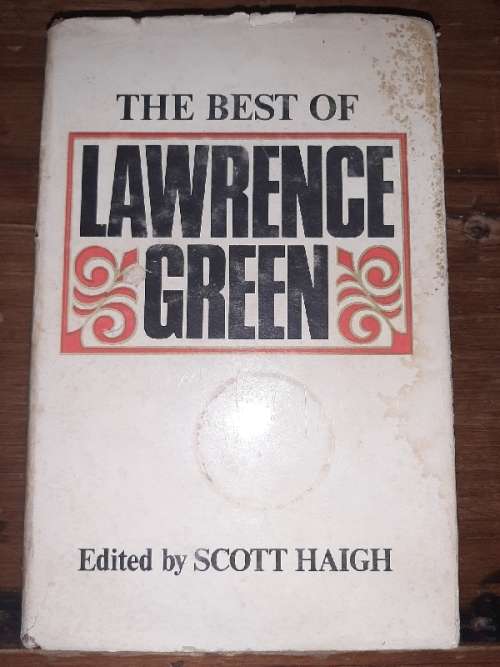 THE BEST OF
LAWRENCE
GREEN
Edited by SCOTT HAIGH